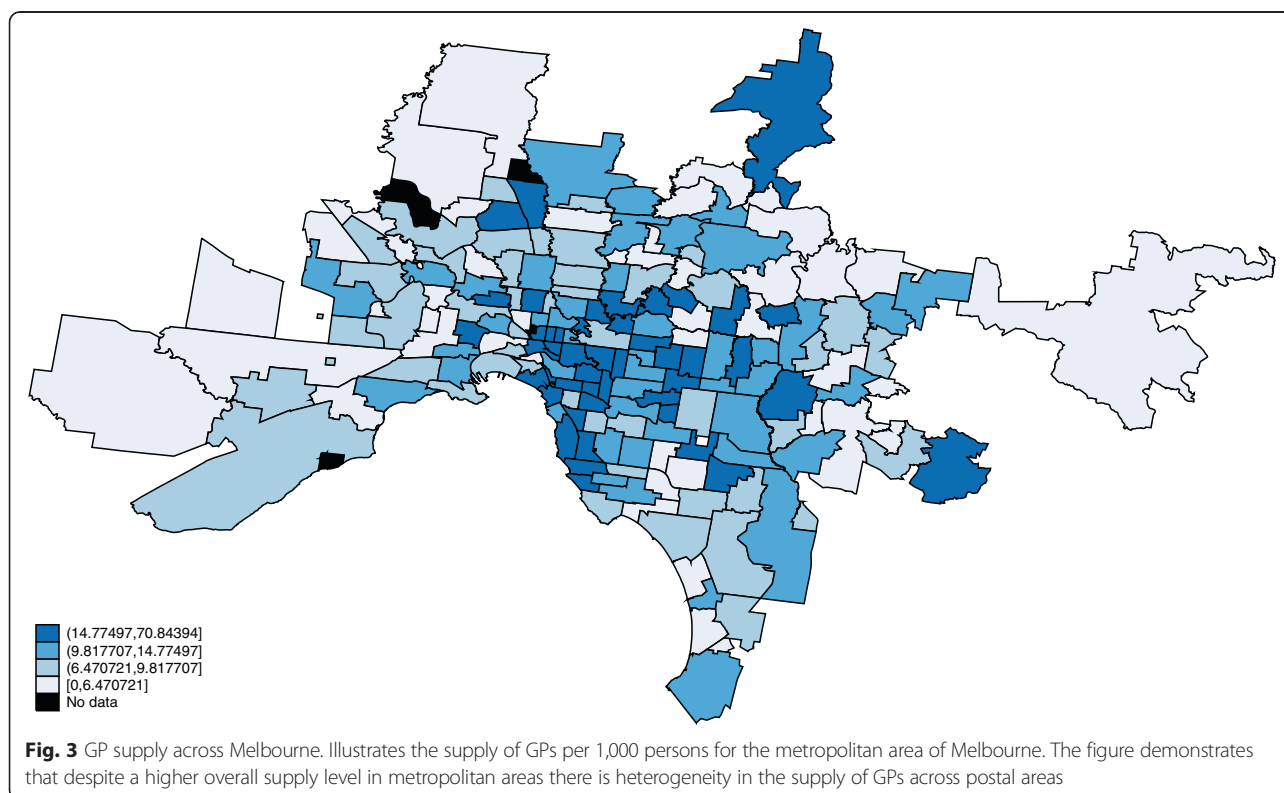 (14.77497,70.84394]
(9.817707,14.77497]
(6.470721,9.817707]
[0,6.470721]
No data
Fig. 3 GP supply across Melbourne. Illustrates the supply of GPs per 1,000 persons for the metropolitan area of Melbourne. The figure demonstrates
that despite a higher overall supply level in metropolitan areas there is heterogeneity in the supply of GPs across postal areas